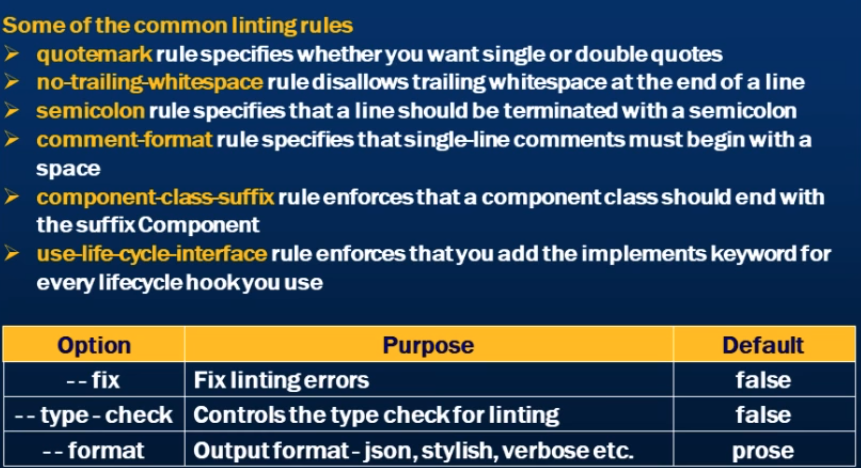 Some of the common linting rules
➤ quotemark rule specifies whether you want single or double quotes
➤ no-trailing-whitespace rule disallows trailing whitespace at the end of a line
➤ semicolon rule specifies that a line should be terminated with a semicolon
➤ comment-format rule specifies that single-line comments must begin with a
space
➤ component-class-suffix rule enforces that a component class should end with
the suffix Component
➤ use-life-cycle-interface rule enforces that you add the implements keyword for
every lifecycle hook you use
Option Purpose Default
-- fix Fix linting errors false
-- type - check Controls the type check for linting false
-- format Output format - json, stylish, verbose etc. prose